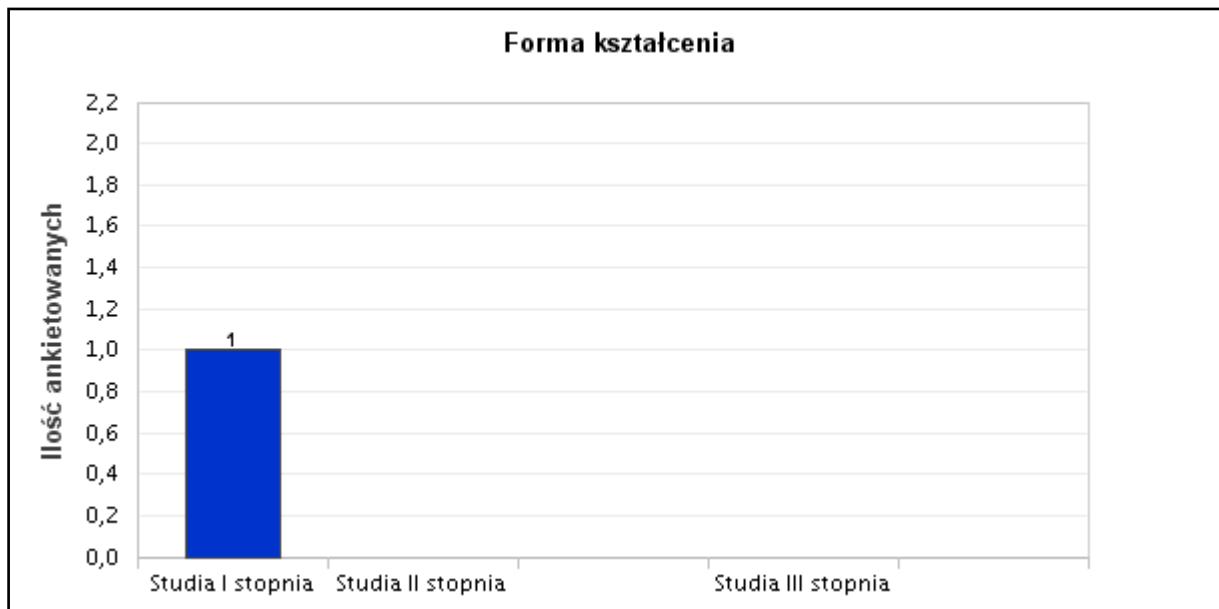 Forma kształcenia
Ilość ankietowanych
2,2
2,0
1,8
1,6
1,4
1,2
1,0
0,8
0,6
0,4
0,2
0,0
1
Studia I stopnia
Studia II stopnia
Studia III stopnia